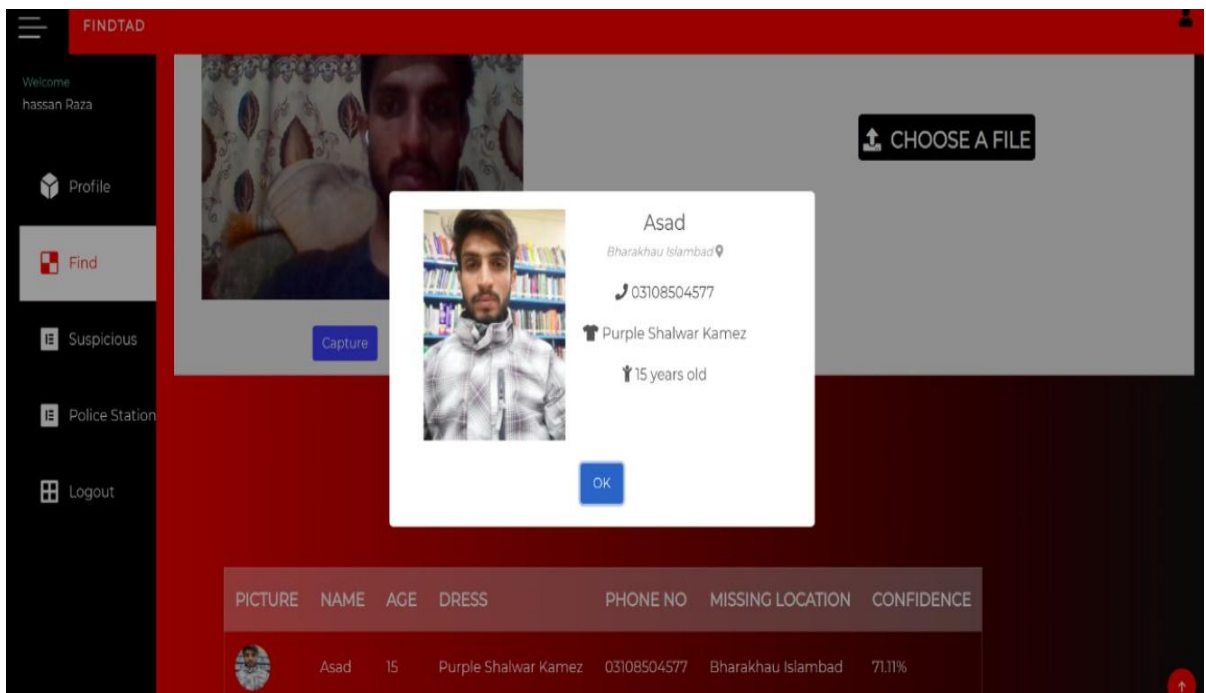 FINDTAD
Welcome
hassan Raza
Profile
Find
Suspicious
Police Station
Logout
CHOOSE A FILE
Capture
Asad
Bharakhau Islambad
03108504577
Purple Shalwar Kamez
15 years old
OK
PICTURE NAME AGE DRESS PHONE NO MISSING LOCATION CONFIDENCE
Asad 15 Purple Shalwar Kamez 03108504577 Bharakhau Islambad 71.11%